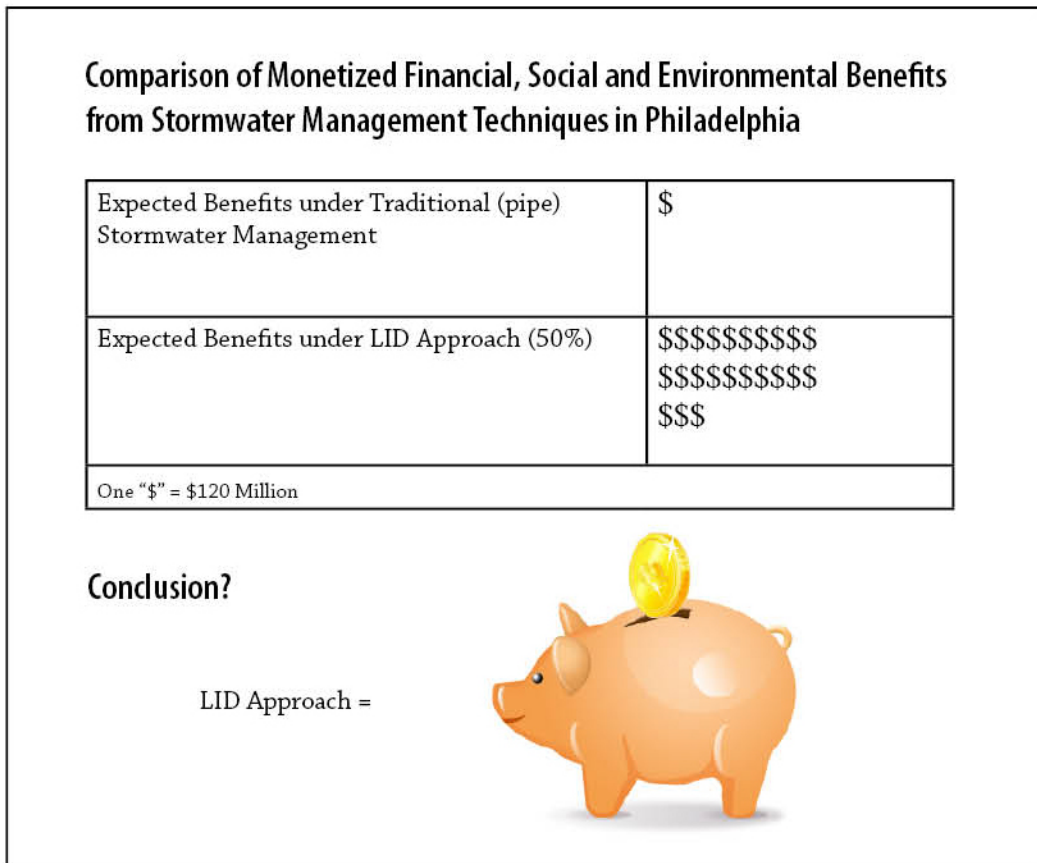 Comparison of Monetized Financial, Social and Environmental Benefits
from Stormwater Management Techniques in Philadelphia
Expected Benefits under Traditional (pipe)
Stormwater Management
$
Expected Benefits under LID Approach (50%)
$$$$$$$$$$
$$$$$$$$$$
$$$
One “$” = $120 Million
Conclusion?
LID Approach =